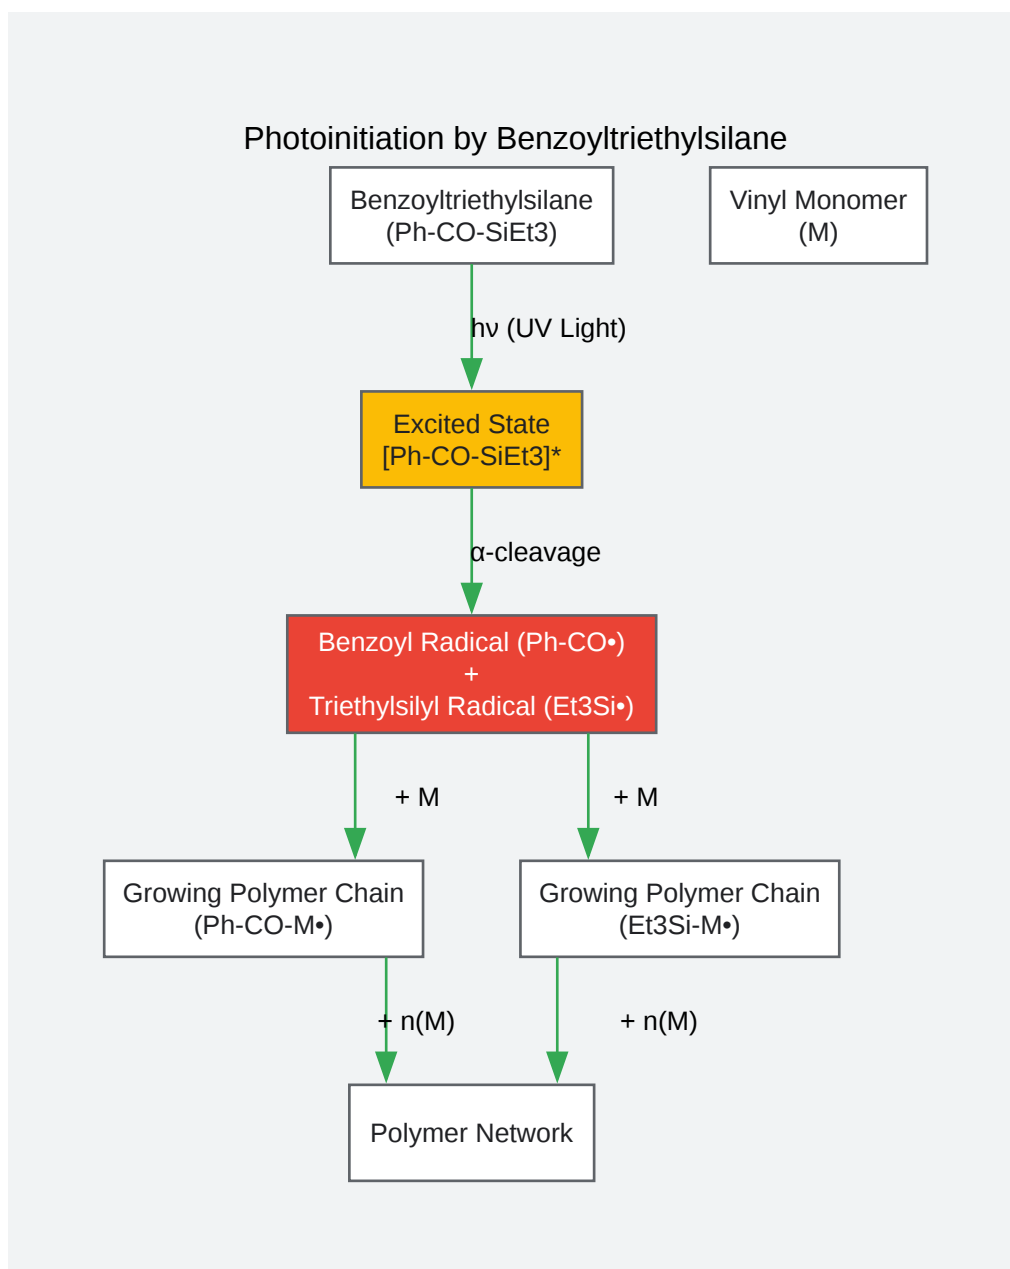 Photoinitiation by Benzoyltriethylsilane
Benzoyltriethylsilane
(Ph-CO-SiEt3)
Vinyl Monomer
(M)
hν (UV Light)
Excited State
[Ph-CO-SiEt3]*
α-cleavage
Benzoyl Radical (Ph-CO•)
+
Triethylsilyl Radical (Et3Si•)
+ M
+ M
Growing Polymer Chain
(Ph-CO-M•)
Growing Polymer Chain
(Et3Si-M•)
+ n(M)
+ n(M)
Polymer Network